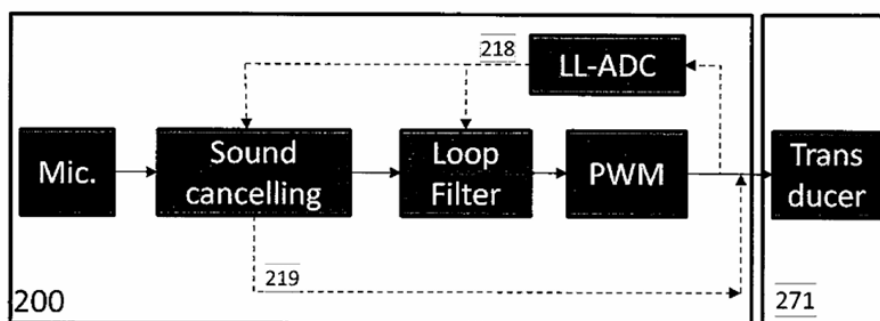 218
LL-ADC
Mic.
Sound
cancelling
Loop
Filter
PWM
Trans
ducer
219
200
271